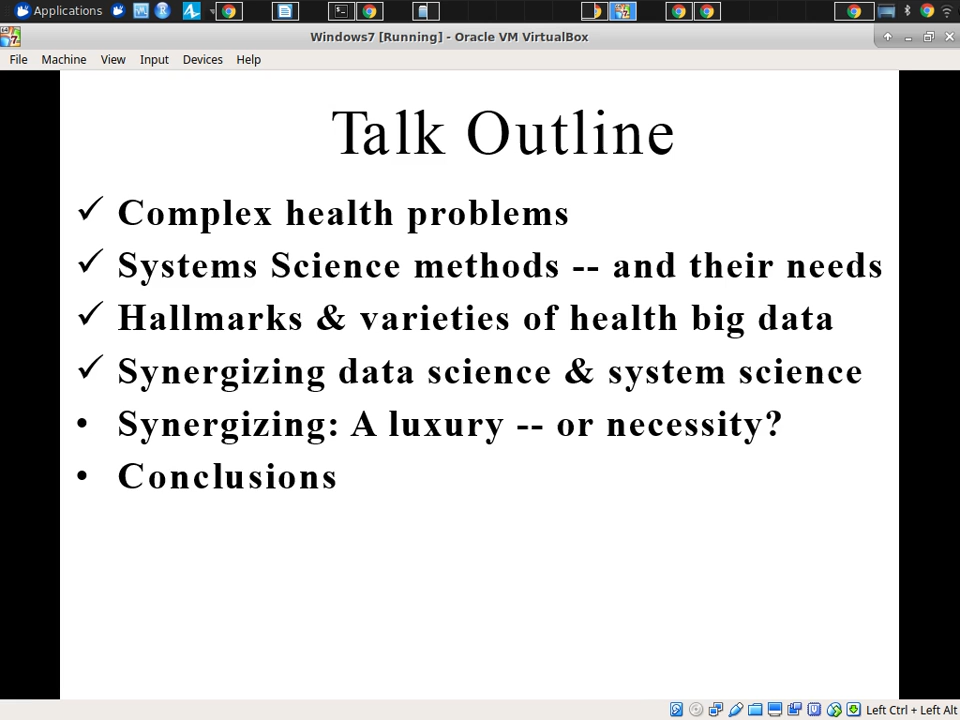 Applications
Windows7 [Running] - Oracle VM VirtualBox
File Machine View Input Devices Help
Talk Outline
✓ Complex health problems
✓ Systems Science methods -- and their needs
✓ Hallmarks & varieties of health big data
✓ Synergizing data science & system science
• Synergizing: A luxury -- or necessity?
• Conclusions
Left Ctrl + Left Alt